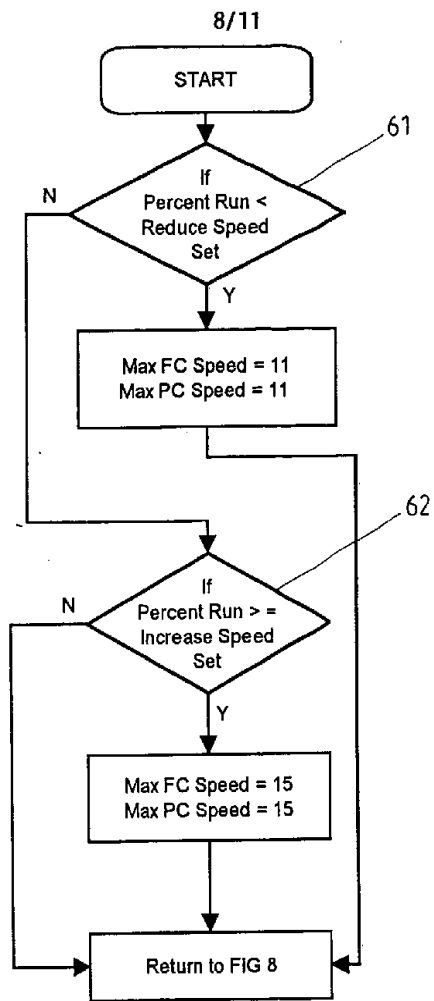 8/11
START
61
If
Percent Run <
Reduce Speed
Set
N
Y
Max FC Speed = 11
Max PC Speed = 11
62
If
Percent Run > =
Increase Speed
Set
N
Y
Max FC Speed = 15
Max PC Speed = 15
Return to FIG 8